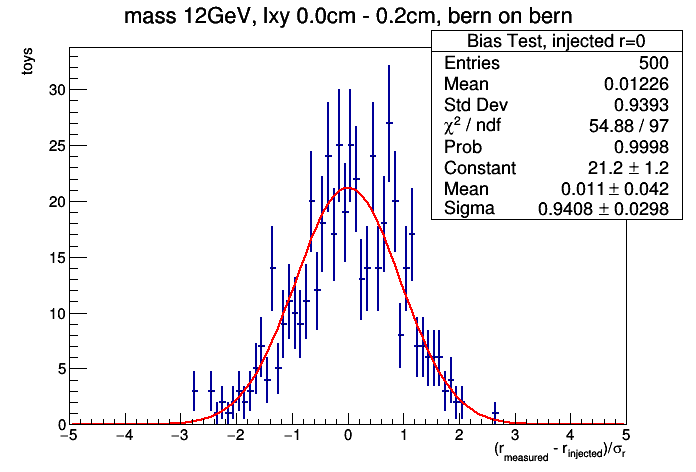 mass 12GeV, lxy 0.0cm - 0.2cm, bern on bern
toys
Bias Test, injected r=0
Entries 500
Mean 0.01226
Std Dev 0.9393
χ² / ndf 54.88 / 97
Prob 0.9998
Constant 21.2 ± 1.2
Mean 0.011 ± 0.042
Sigma 0.9408 ± 0.0298
30
25
20
15
10
5
0
−5 −4 −3 −2 −1 0 1 2 3 4 5
(r_measured - r_injected)/σ_r